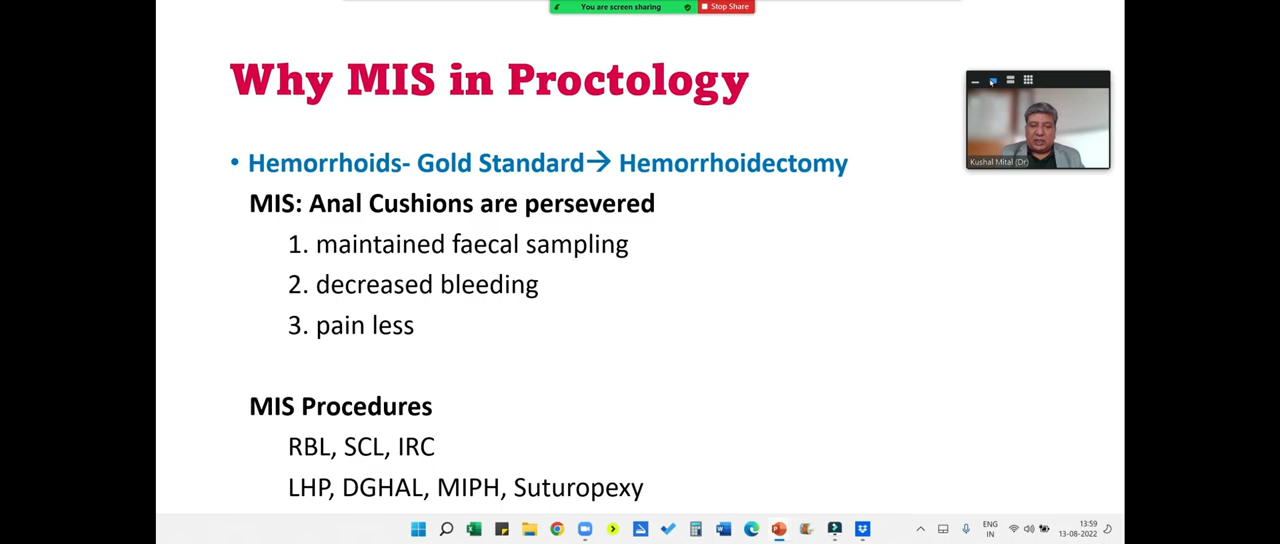 You are screen sharing
Stop Share
Why MIS in Proctology
• Hemorrhoids- Gold Standard→ Hemorrhoidectomy
MIS: Anal Cushions are persevered
1. maintained faecal sampling
2. decreased bleeding
3. pain less
MIS Procedures
RBL, SCL, IRC
LHP, DGHAL, MIPH, Suturopexy
Kushal Mital (Dr)
ENG
IN
13:59
13-08-2022